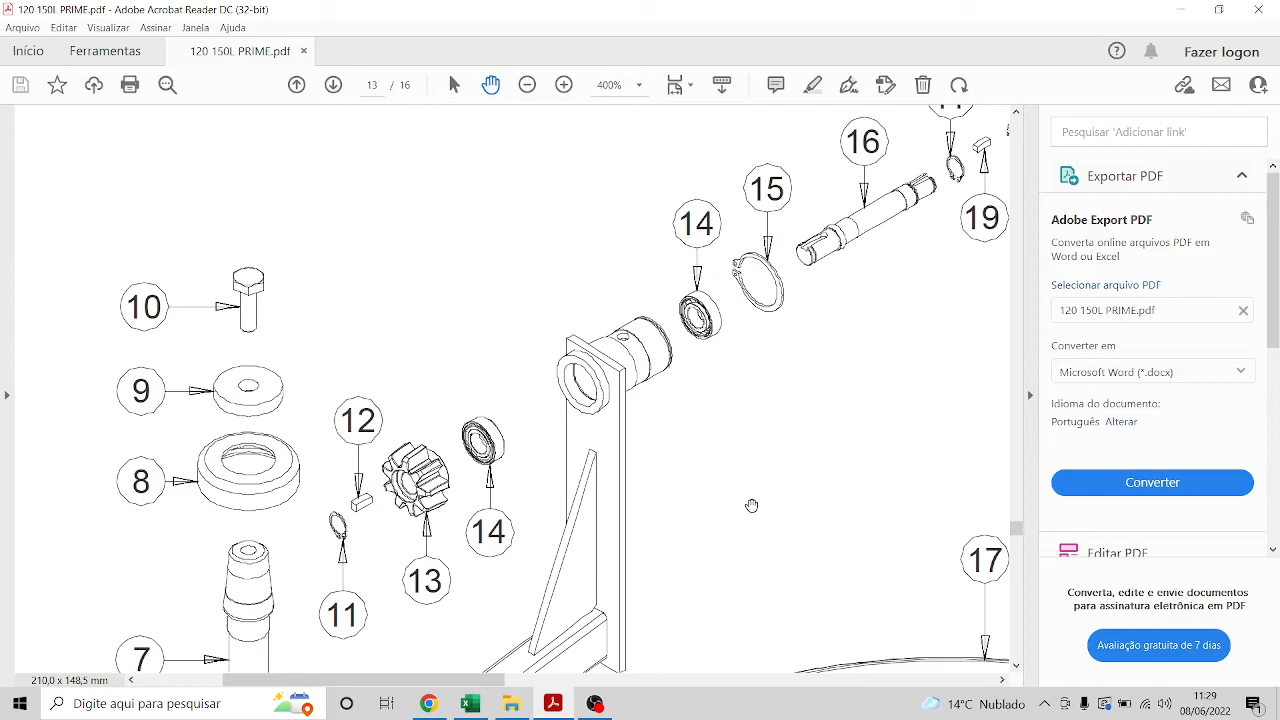 120 150L PRIME.pdf - Adobe Acrobat Reader DC (32-bit)
Arquivo Editar Visualizar Assinar Janela Ajuda
Início Ferramentas 120 150L PRIME.pdf × Fazer logon
13 / 16 400%
Pesquisar 'Adicionar link'
Exportar PDF
Adobe Export PDF
Converta online arquivos PDF em
Word ou Excel
Selecionar arquivo PDF
120 150L PRIME.pdf
Converter em
Microsoft Word (*.docx)
Idioma do documento:
Português Alterar
Converter
Editar PDF
Converta, edite e envie documentos
para assinatura eletrônica em PDF
Avaliação gratuita de 7 dias
16
15
14
19
10
9
12
8
14
13
11
17
7
210,0 x 148,5 mm
Digite aqui para pesquisar
14°C Nublado
11:29
08/06/2022